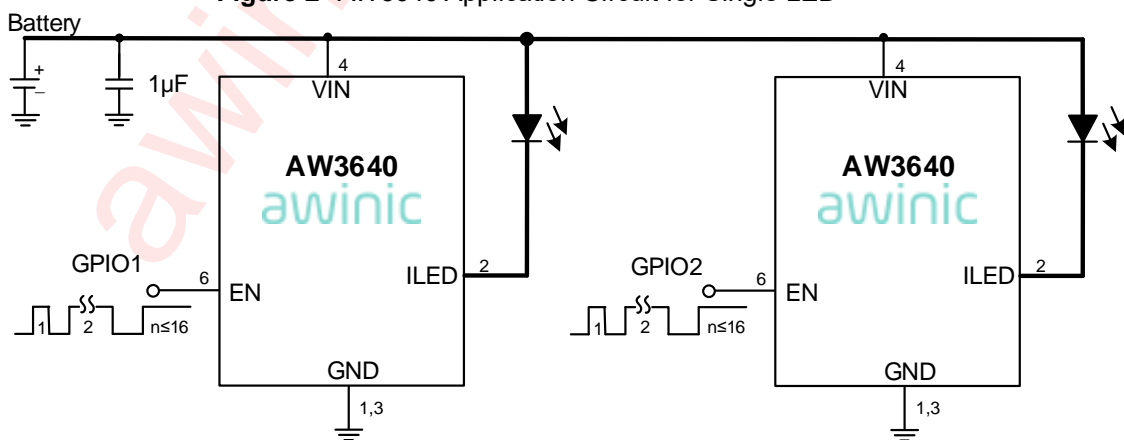 Battery
+
−
1µF
4
VIN
AW3640
awinic
GPIO1
6
EN
ILED
2
1
2
n≤16
GND
1,3
4
VIN
AW3640
awinic
GPIO2
6
EN
ILED
2
1
2
n≤16
GND
1,3